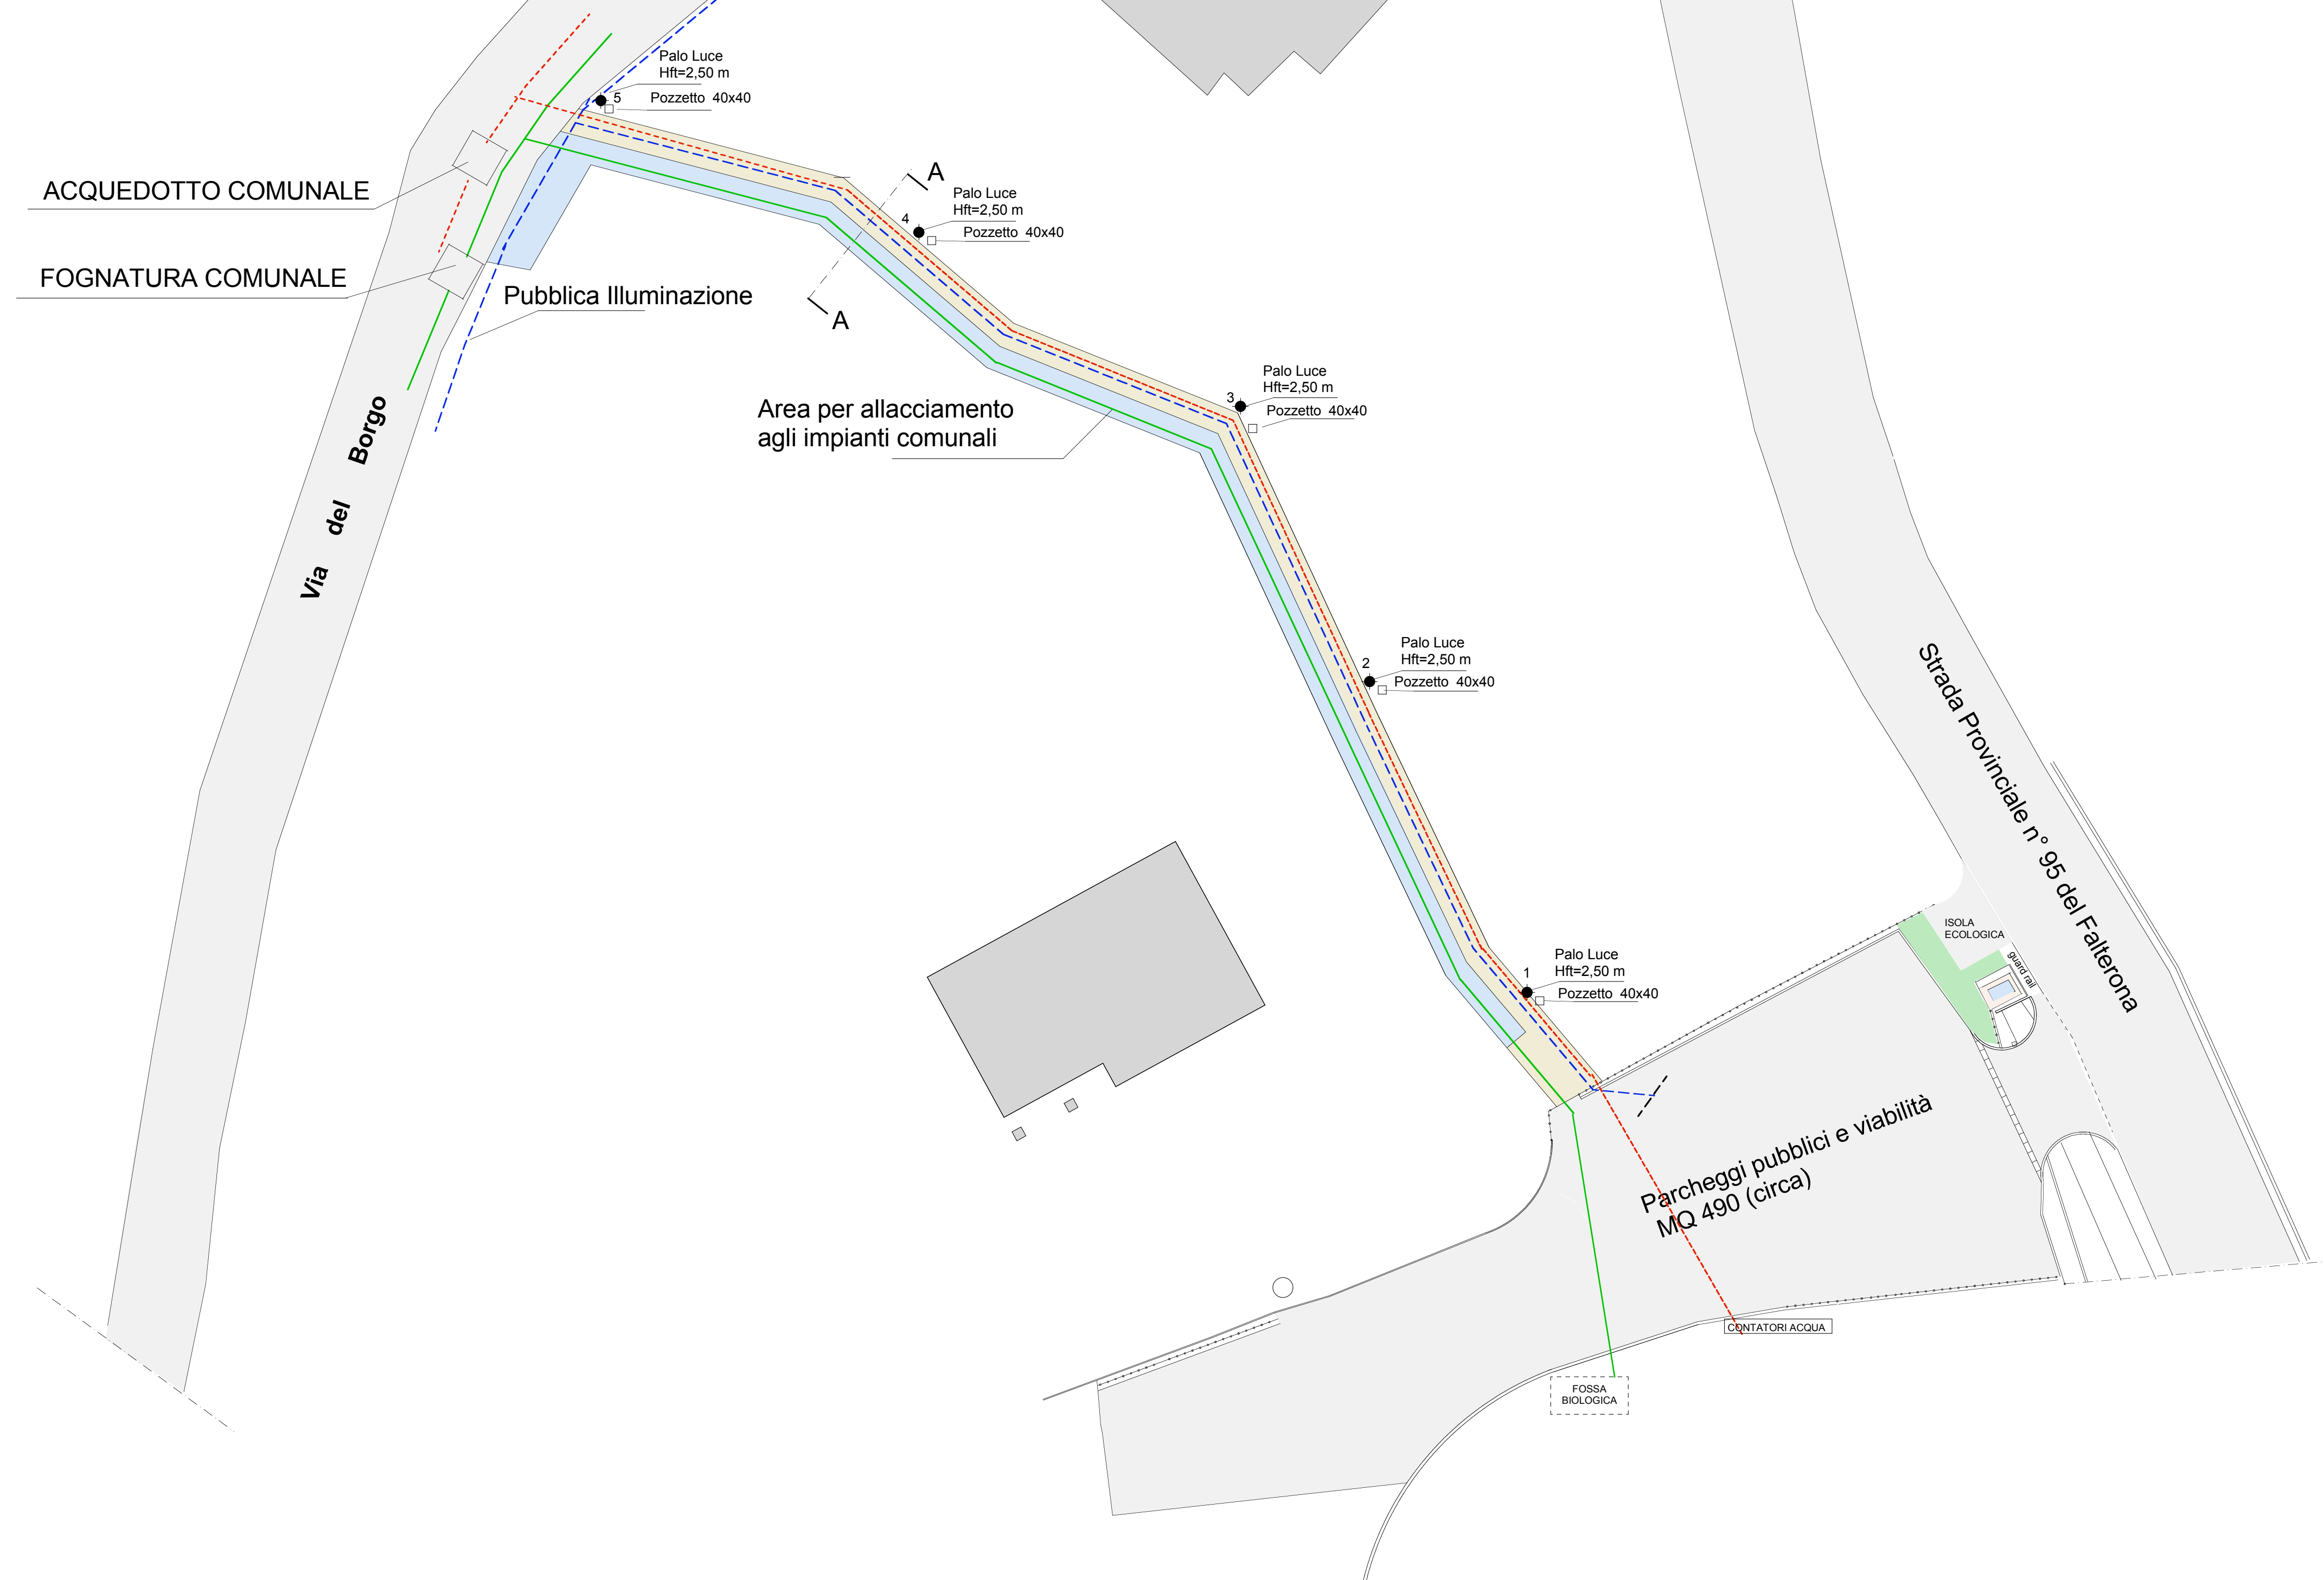 Palo Luce
Hft=2,50 m
5
Pozzetto 40x40
ACQUEDOTTO COMUNALE
A
4
Palo Luce
Hft=2,50 m
Pozzetto 40x40
FOGNATURA COMUNALE
Pubblica Illuminazione
A
3
Palo Luce
Hft=2,50 m
Pozzetto 40x40
Area per allacciamento
agli impianti comunali
Via del Borgo
2
Palo Luce
Hft=2,50 m
Pozzetto 40x40
Strada Provinciale n° 95 del Falterona
ISOLA
ECOLOGICA
guard rail
1
Palo Luce
Hft=2,50 m
Pozzetto 40x40
Parcheggi pubblici e viabilità
MQ 490 (circa)
CONTATORI ACQUA
FOSSA
BIOLOGICA